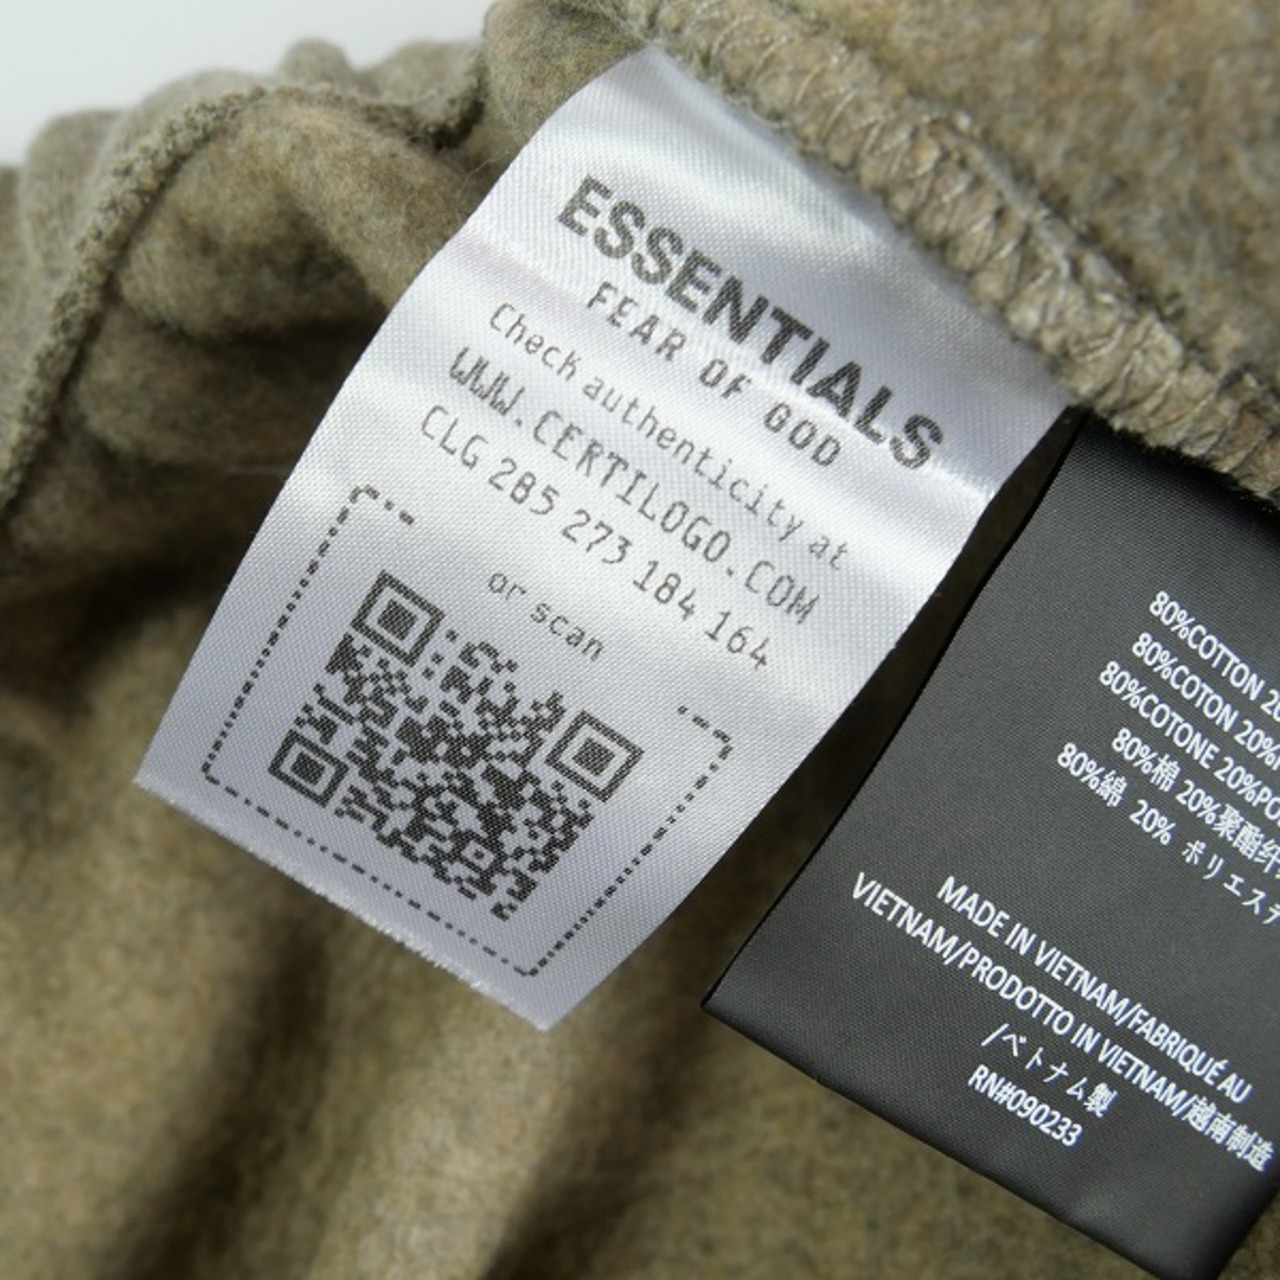 ESSENTIALS
FEAR OF GOD
Check authenticity at
WWW.CERTILOGO.COM
CLG 285 273 184 164
or scan
80%COTTON
80%COTON 20%
80%COTONE 20%
80%棉 20%聚酯纤
80%綿 20% ポリエステ
MADE IN VIETNAM/FABRIQUÉ AU
VIETNAM/PRODOTTO IN VIETNAM/越南制造
/ベトナム製
RN#090233